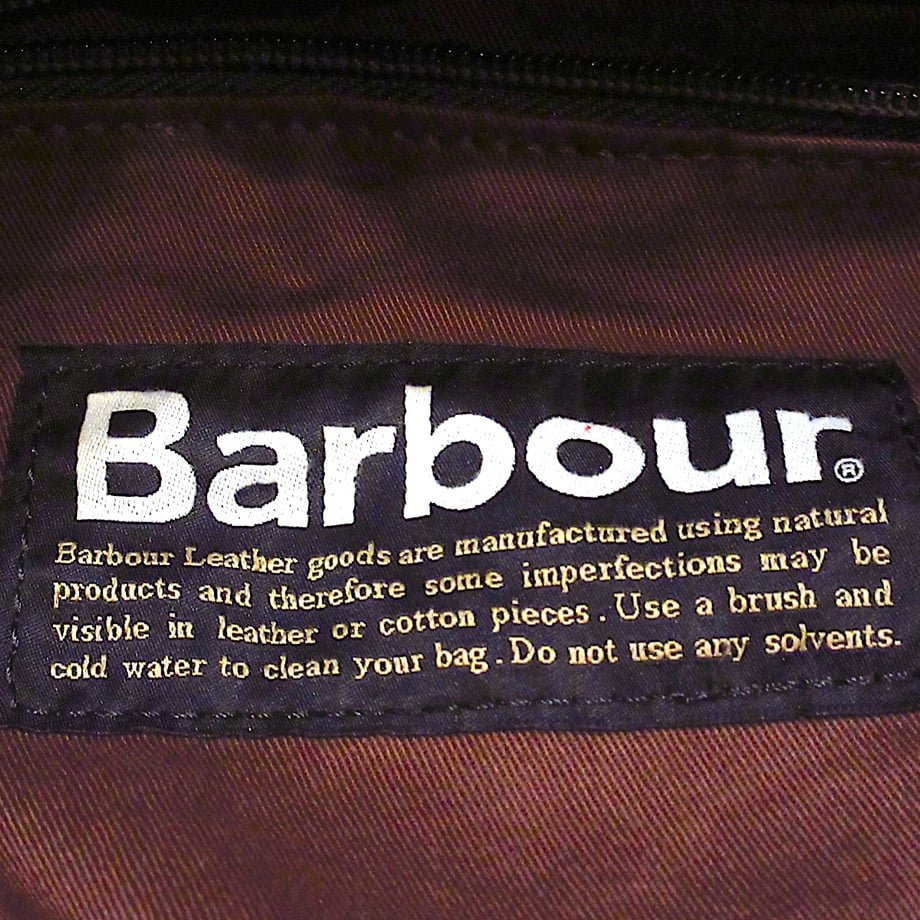 Barbour®
Barbour Leather goods are manufactured using natural
products and therefore some imperfections may be
visible in leather or cotton pieces. Use a brush and
cold water to clean your bag. Do not use any solvents.